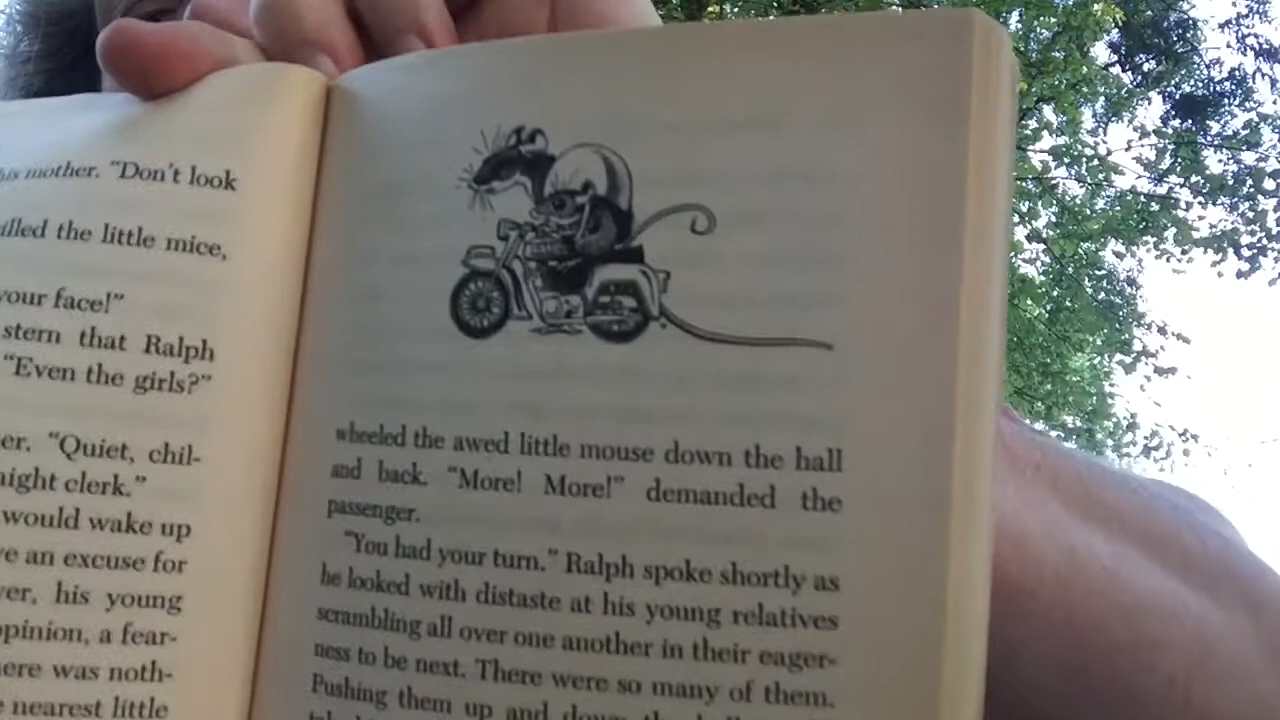 his mother. "Don't look
the little mice,
your face!"
stern that Ralph
"Even the girls?"
"Quiet, chil-
night clerk."
would wake up
an excuse for
his young
opinion, a fear-
was noth-
nearest little
wheeled the awed little mouse down the hall
and back. "More! More!" demanded the
passenger.
"You had your turn." Ralph spoke shortly as
he looked with distaste at his young relatives
scrambling all over one another in their eager-
ness to be next. There were so many of them.
Pushing them up and down the